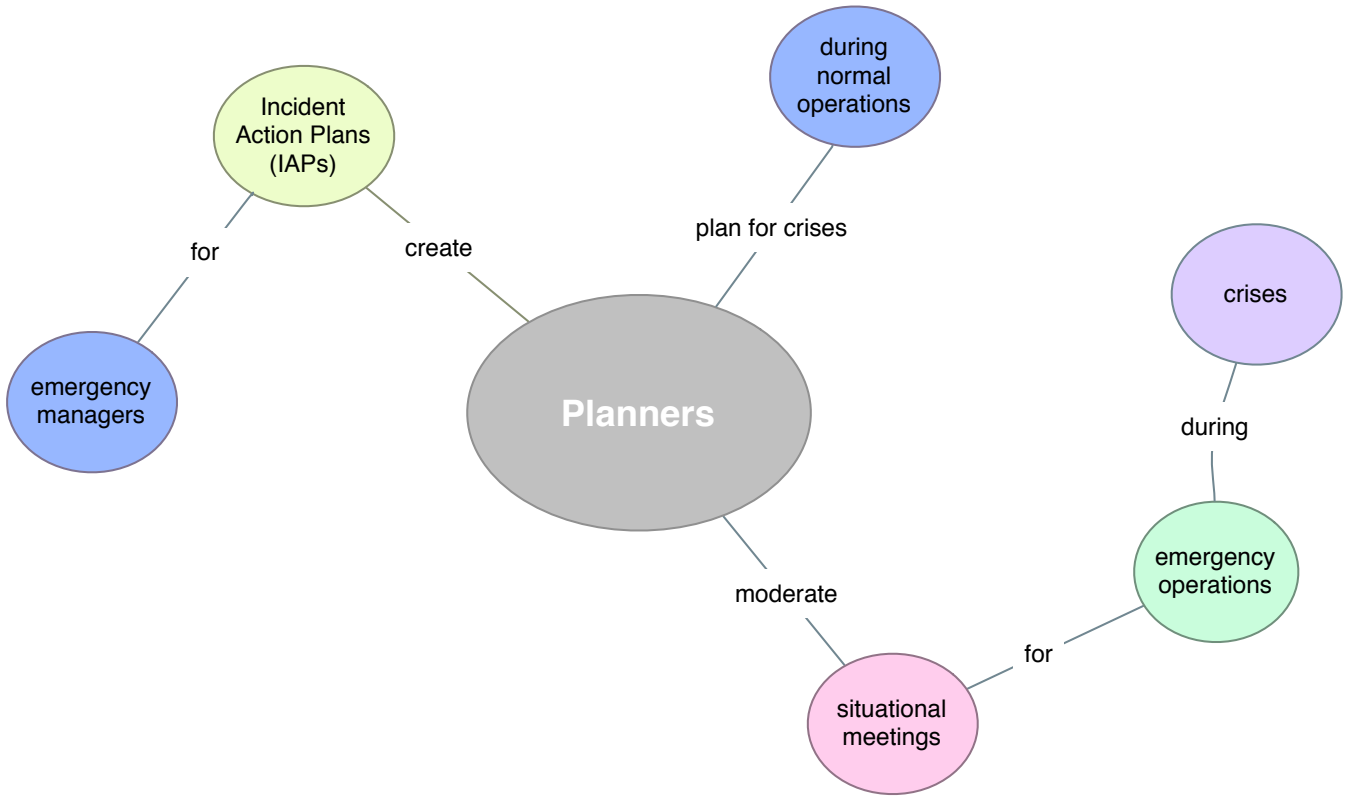 during
normal
operations
Incident
Action Plans
(IAPs)
plan for crises
create
for
crises
emergency
managers
Planners
during
emergency
operations
moderate
for
situational
meetings